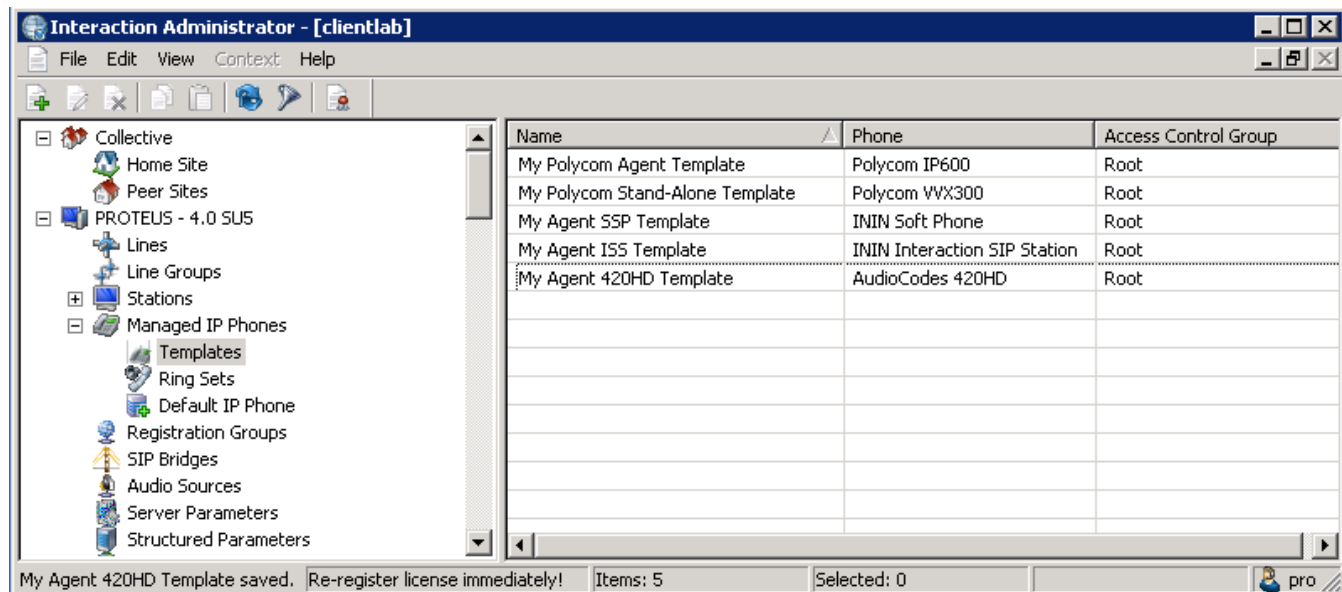 Interaction Administrator - [clientlab]
File Edit View Context Help
Collective
Home Site
Peer Sites
PROTEUS - 4.0 SU5
Lines
Line Groups
Stations
Managed IP Phones
Templates
Ring Sets
Default IP Phone
Registration Groups
SIP Bridges
Audio Sources
Server Parameters
Structured Parameters
Name Phone Access Control Group
My Polycom Agent Template Polycom IP600 Root
My Polycom Stand-Alone Template Polycom VVX300 Root
My Agent SSP Template ININ Soft Phone Root
My Agent ISS Template ININ Interaction SIP Station Root
My Agent 420HD Template AudioCodes 420HD Root
My Agent 420HD Template saved. Re-register license immediately! Items: 5 Selected: 0 pro